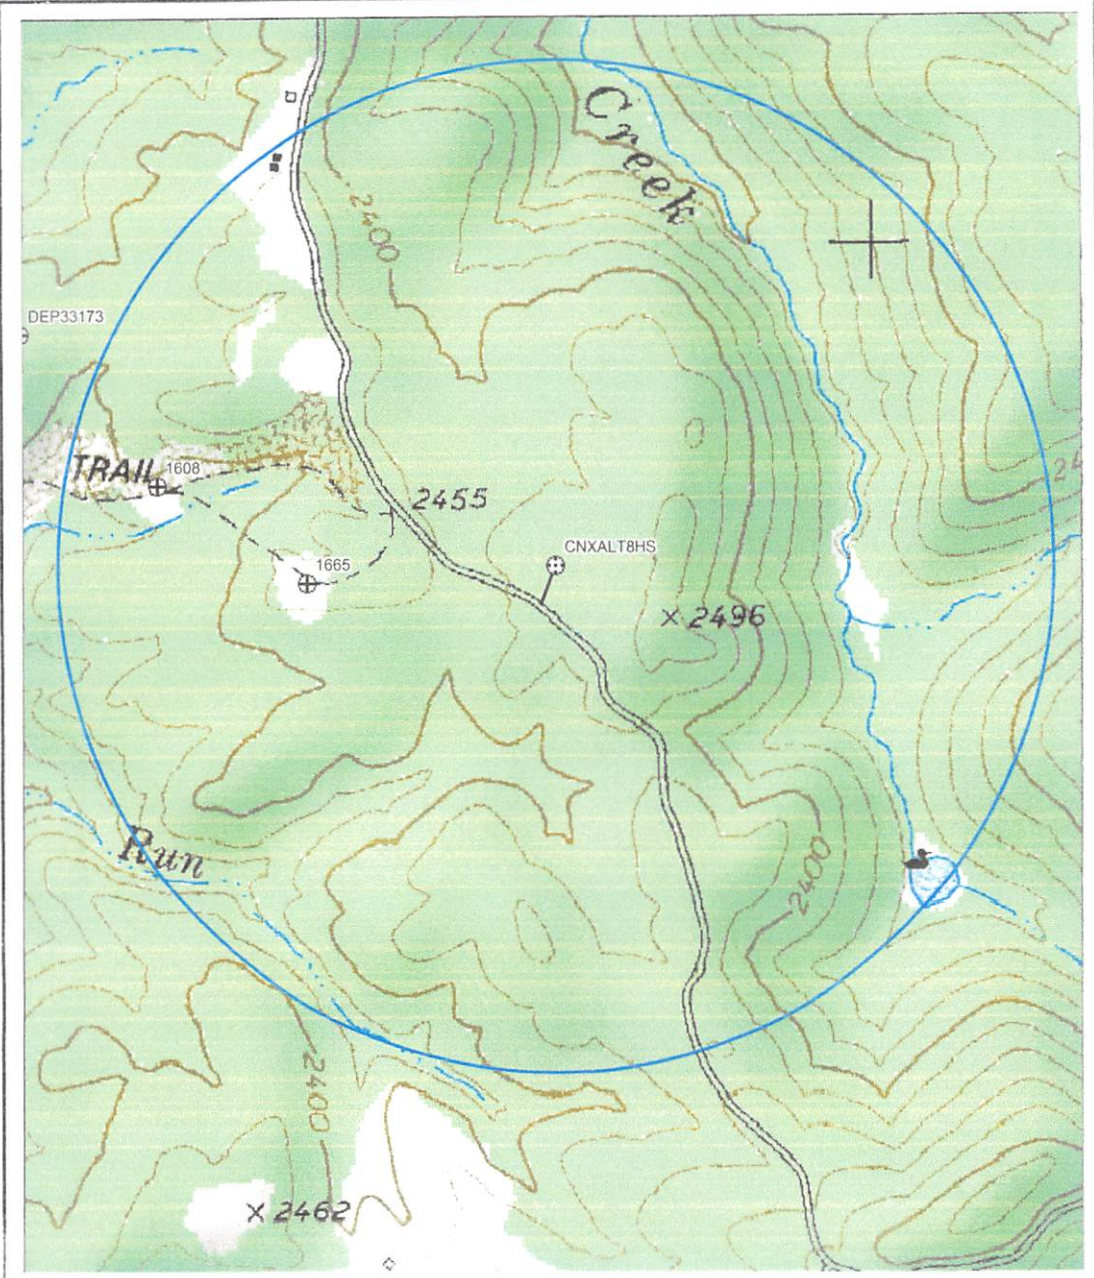 Creek
2400
DEP33173
TRAIL
1608
2455
CNXALT8HS
1665
x 2496
Run
2400
2400
x 2462